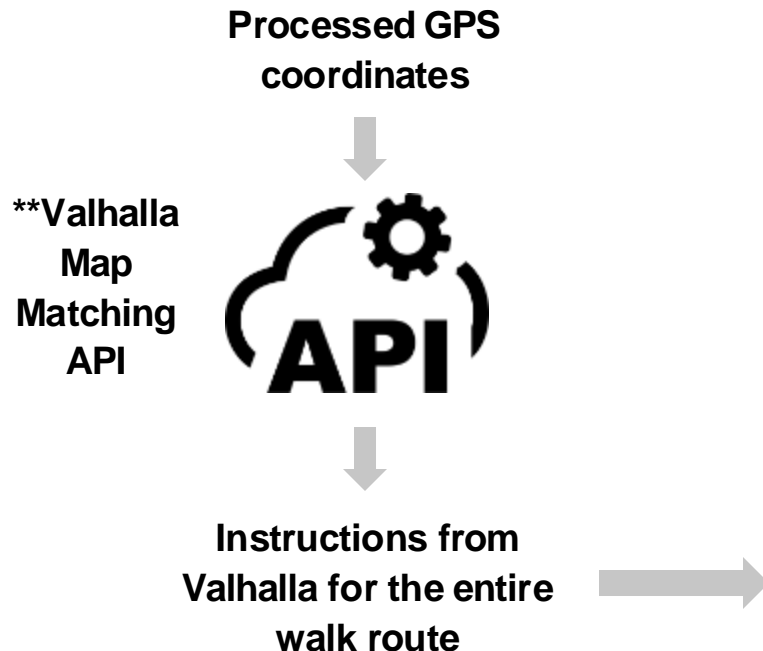 Processed GPS
coordinates
**Valhalla
Map
Matching
API
API
Instructions from
Valhalla for the entire
walk route